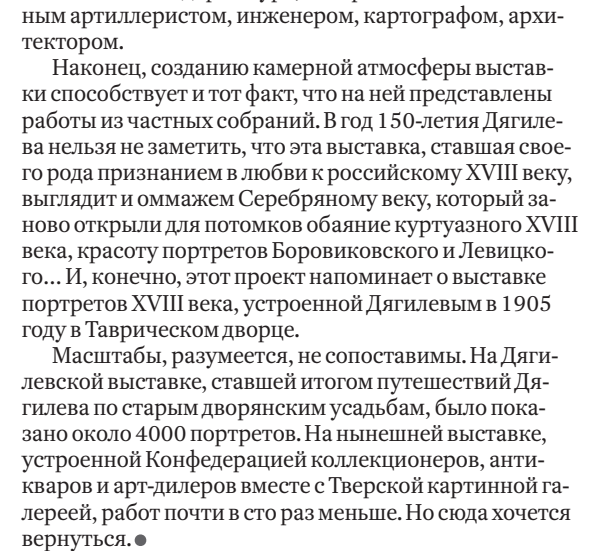 ным артиллеристом, инженером, картографом, архи-
тектором.
Наконец, созданию камерной атмосферы выстав-
ки способствует и тот факт, что на ней представлены
работы из частных собраний. В год 150-летия Дягиле-
ва нельзя не заметить, что эта выставка, ставшая свое-
го рода признанием в любви к российскому XVIII веку,
выглядит и оммажем Серебряному веку, который за-
ново открыли для потомков обаяние куртуазного XVIII
века, красоту портретов Боровиковского и Левицко-
го... И, конечно, этот проект напоминает о выставке
портретов XVIII века, устроенной Дягилевым в 1905
году в Таврическом дворце.
Масштабы, разумеется, не сопоставимы. На Дяги-
левской выставке, ставшей итогом путешествий Дя-
гилева по старым дворянским усадьбам, было пока-
зано около 4000 портретов. На нынешней выставке,
устроенной Конфедерацией коллекционеров, анти-
кваров и арт-дилеров вместе с Тверской картинной га-
лереей, работ почти в сто раз меньше. Но сюда хочется
вернуться.●